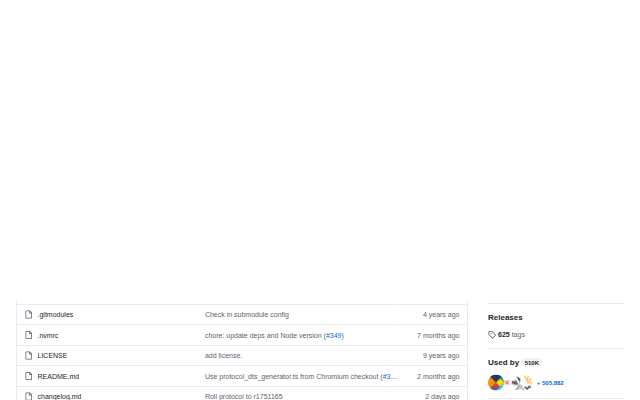 .gitmodules Check in submodule config 4 years ago
.nvmrc chore: update deps and Node version (#349) 7 months ago
LICENSE add license. 9 years ago
README.md Use protocol_dts_generator.ts from Chromium checkout (#3... 2 months ago
changelog.md Roll protocol to r1751165 2 days ago
Releases
625 tags
Used by 510K
+ 505,882